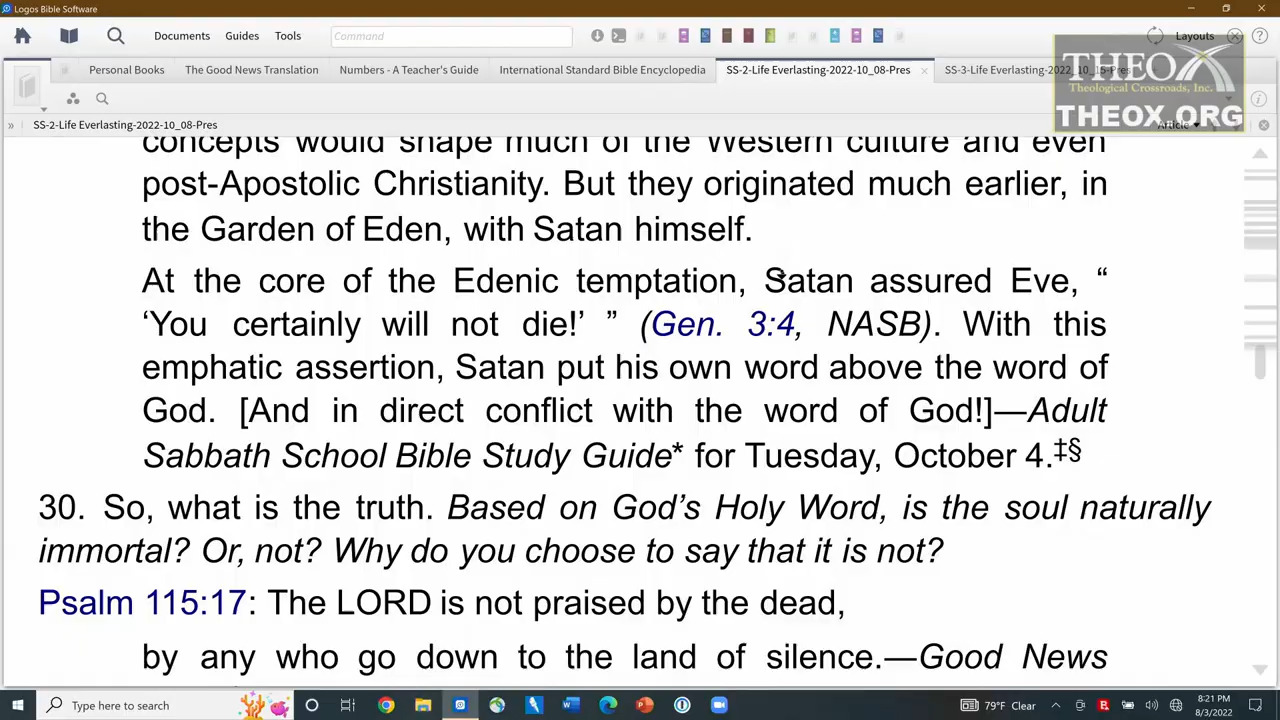 Logos Bible Software
Documents Guides Tools Command Layouts
THEOX
Theological Crossroads, Inc.
THEOX.ORG
Personal Books The Good News Translation Guide International Standard Bible Encyclopedia SS-2-Life Everlasting-2022-10_08-Pres SS-3-Life Everlasting-2022-10_15-Pres
SS-2-Life Everlasting-2022-10_08-Pres Article
concepts would shape much of the Western culture and even
post-Apostolic Christianity. But they originated much earlier, in
the Garden of Eden, with Satan himself.
At the core of the Edenic temptation, Satan assured Eve, “
‘You certainly will not die!’ ” (Gen. 3:4, NASB). With this
emphatic assertion, Satan put his own word above the word of
God. [And in direct conflict with the word of God!]—Adult
Sabbath School Bible Study Guide* for Tuesday, October 4.‡§
30. So, what is the truth. Based on God’s Holy Word, is the soul naturally
immortal? Or, not? Why do you choose to say that it is not?
Psalm 115:17: The LORD is not praised by the dead,
by any who go down to the land of silence.—Good News
Type here to search 79°F Clear 8:21 PM
8/3/2022